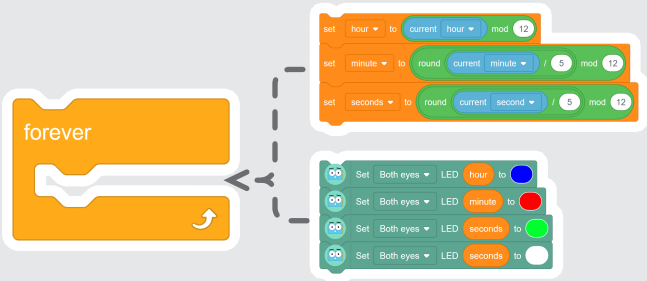 set hour to current hour mod 12
set minute to round current minute / 5 mod 12
set seconds to round current second / 5 mod 12
forever
Set Both eyes LED hour to
Set Both eyes LED minute to
Set Both eyes LED seconds to
Set Both eyes LED seconds to